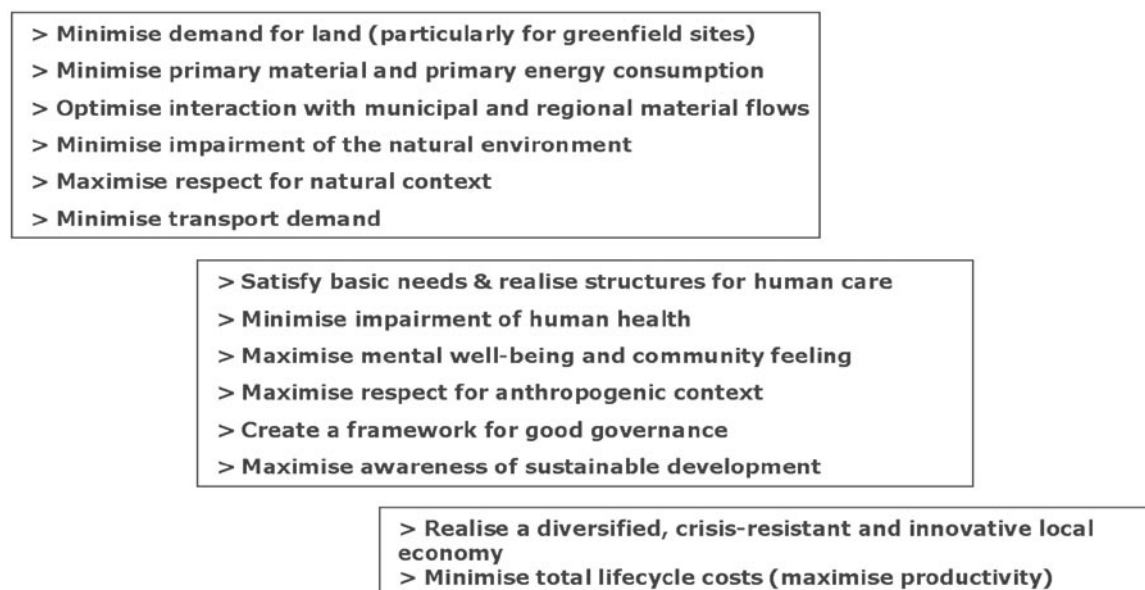 > Minimise demand for land (particularly for greenfield sites)
> Minimise primary material and primary energy consumption
> Optimise interaction with municipal and regional material flows
> Minimise impairment of the natural environment
> Maximise respect for natural context
> Minimise transport demand
> Satisfy basic needs & realise structures for human care
> Minimise impairment of human health
> Maximise mental well-being and community feeling
> Maximise respect for anthropogenic context
> Create a framework for good governance
> Maximise awareness of sustainable development
> Realise a diversified, crisis-resistant and innovative local
economy
> Minimise total lifecycle costs (maximise productivity)